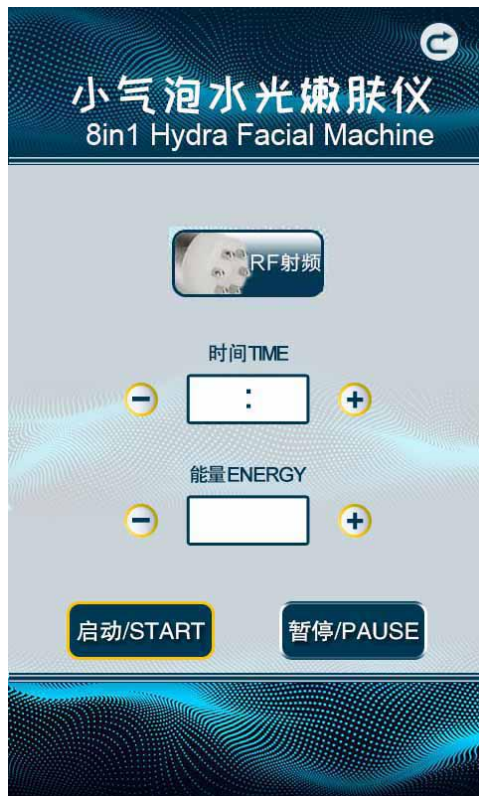 小气泡水光嫩肤仪
8in1 Hydra Facial Machine
RF射频
时间TIME
:
能量ENERGY
启动/START
暂停/PAUSE